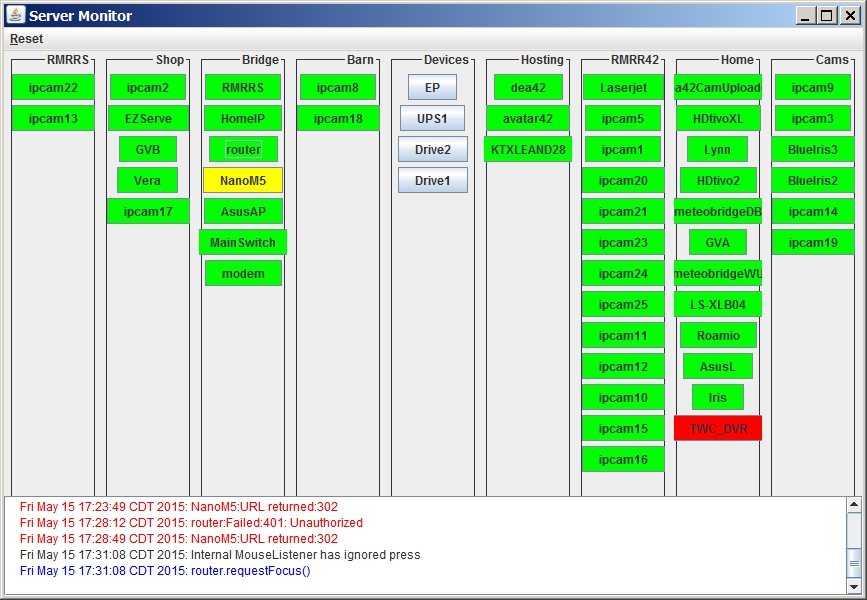 Server Monitor
Reset
RMRRS Shop Bridge Barn Devices Hosting RMRR42 Home Cams
ipcam22 ipcam2 RMRRS ipcam8 EP dea42 Laserjet a42CamUploade ipcam9
ipcam13 EZServe HomeIP ipcam18 UPS1 avatar42 ipcam5 HDtivoXL ipcam3
GVB router Drive2 KTXLEAND28 ipcam1 Lynn BlueIris3
Vera NanoM5 Drive1 ipcam20 HDtivo2 BlueIris2
ipcam17 AsusAP ipcam21 meteobridgeDB ipcam14
MainSwitch ipcam23 GVA ipcam19
modem ipcam24 meteobridgeWU
ipcam25 LS-XLB04
ipcam11 Roamio
ipcam12 AsusL
ipcam10 Iris
ipcam15 TWC_DVR
ipcam16
Fri May 15 17:23:49 CDT 2015: NanoM5:URL returned:302
Fri May 15 17:28:12 CDT 2015: router:Failed:401: Unauthorized
Fri May 15 17:28:49 CDT 2015: NanoM5:URL returned:302
Fri May 15 17:31:08 CDT 2015: Internal MouseListener has ignored press
Fri May 15 17:31:08 CDT 2015: router.requestFocus()